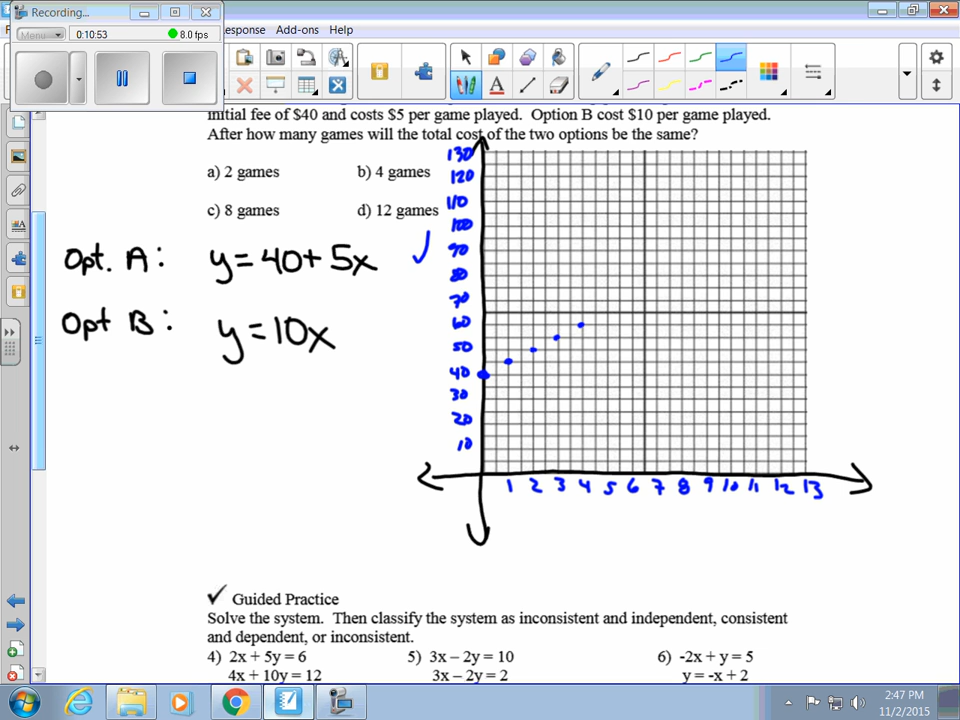 Recording...
Menu
0:10:53
8.0 fps
esponse Add-ons Help
initial fee of $40 and costs $5 per game played. Option B cost $10 per game played.
After how many games will the total cost of the two options be the same?
a) 2 games b) 4 games
c) 8 games d) 12 games
130
120
110
100
90
80
70
60
50
40
30
20
10
1 2 3 4 5 6 7 8 9 10 11 12 13
Opt. A: y=40+5x
Opt B: y=10x
✓ Guided Practice
Solve the system. Then classify the system as inconsistent and independent, consistent
and dependent, or inconsistent.
4) 2x + 5y = 6 5) 3x – 2y = 10 6) -2x + y = 5
4x + 10y = 12 3x – 2y = 2 y = -x + 2
2:47 PM
11/2/2015